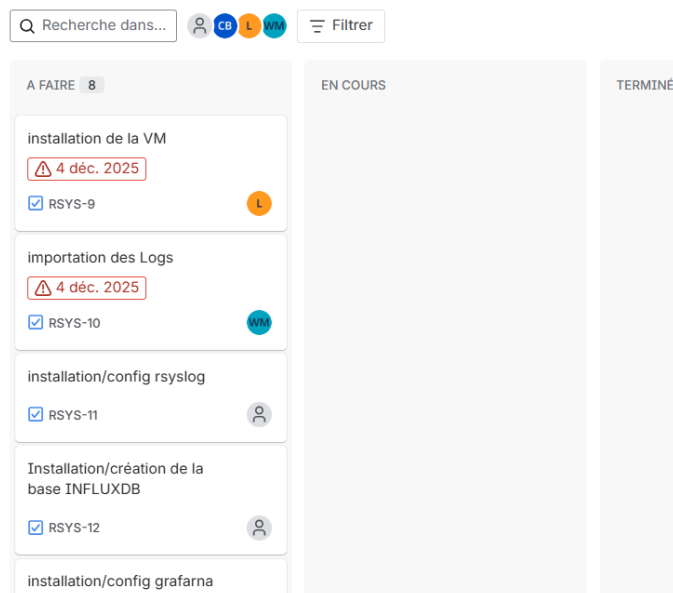 Recherche dans...
CB
L
WM
Filtrer
A FAIRE 8
installation de la VM
4 déc. 2025
RSYS-9
L
importation des Logs
4 déc. 2025
RSYS-10
WM
installation/config rsyslog
RSYS-11
Installation/création de la
base INFLUXDB
RSYS-12
installation/config grafarna
EN COURS
TERMINÉ